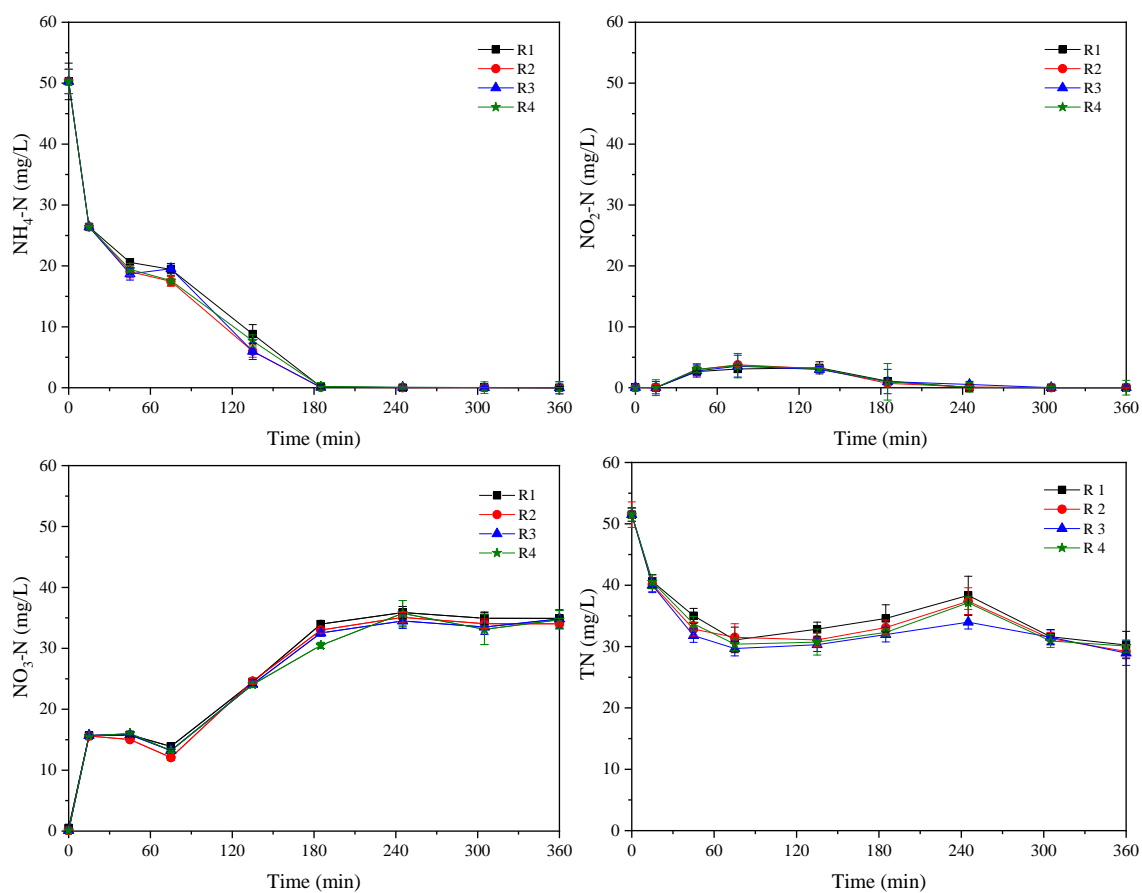 60
50
40
30
20
10
0
NH₄-N (mg/L)
R1
R2
R3
R4
0 60 120 180 240 300 360
Time (min)
60
50
40
30
20
10
0
NO₂-N (mg/L)
R1
R2
R3
R4
0 60 120 180 240 300 360
Time (min)
60
50
40
30
20
10
0
NO₃-N (mg/L)
R1
R2
R3
R4
0 60 120 180 240 300 360
Time (min)
60
50
40
30
20
10
0
TN (mg/L)
R 1
R 2
R 3
R 4
0 60 120 180 240 300 360
Time (min)